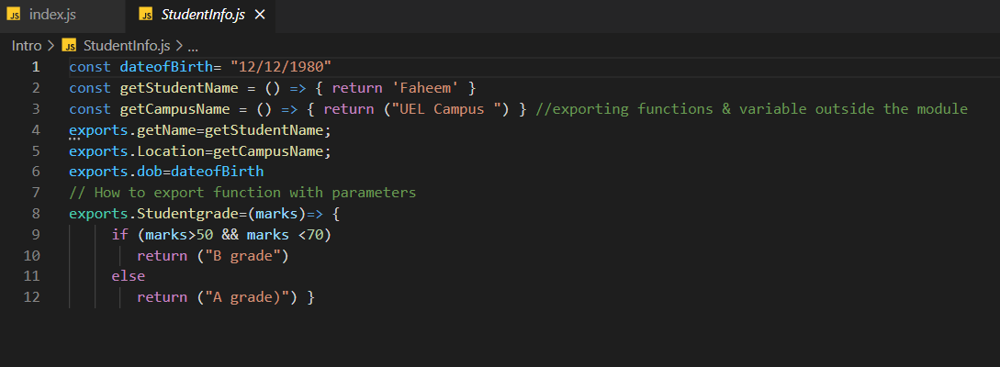 JS index.js JS StudentInfo.js ×
Intro > JS StudentInfo.js > ...
1 const dateofBirth= "12/12/1980"
2 const getStudentName = () => { return 'Faheem' }
3 const getCampusName = () => { return ("UEL Campus ") } //exporting functions & variable outside the module
4 exports.getName=getStudentName;
5 exports.Location=getCampusName;
6 exports.dob=dateofBirth
7 // How to export function with parameters
8 exports.Studentgrade=(marks)=> {
9 if (marks>50 && marks <70)
10 return ("B grade")
11 else
12 return ("A grade)") }